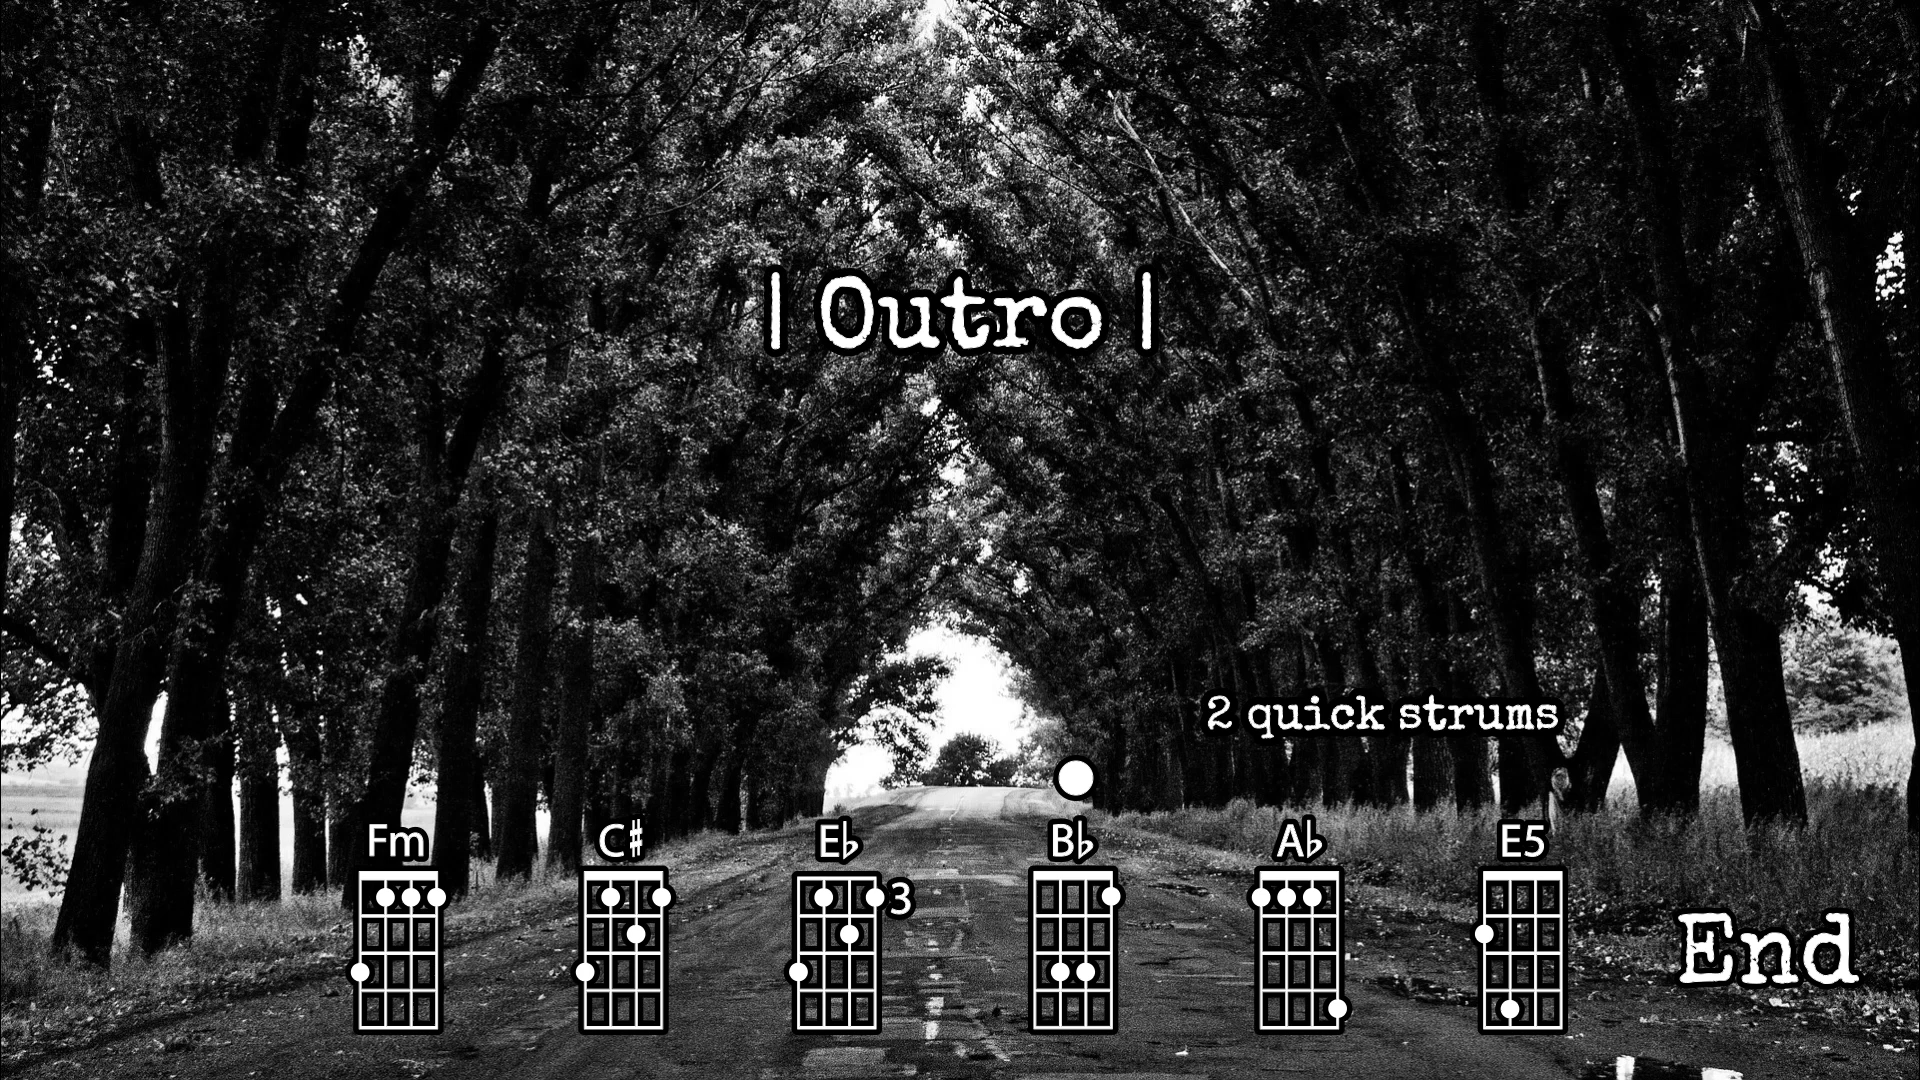 | Outro |
2 quick strums
Fm C♯ E♭ B♭ A♭ E5
3
End